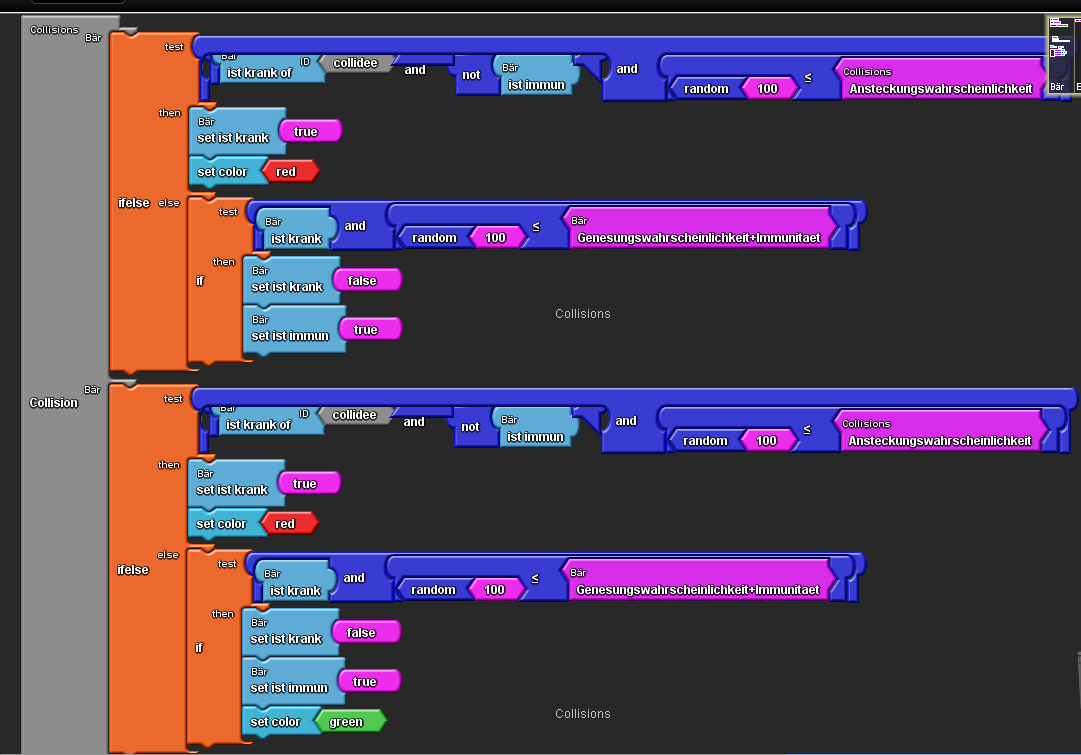 Collisions
Bär
test
Bär
ist krank of
ID
collidee
and
not
Bär
ist immun
and
random
100
≤
Collisions
Ansteckungswahrscheinlichkeit
Bär
then
Bär
set ist krank
true
set color
red
ifelse
else
test
Bär
ist krank
and
random
100
≤
Bär
Genesungswahrscheinlichkeit+Immunitaet
if
then
Bär
set ist krank
false
Bär
set ist immun
true
Collisions
Bär
Collision
test
Bär
ist krank of
ID
collidee
and
not
Bär
ist immun
and
random
100
≤
Collisions
Ansteckungswahrscheinlichkeit
then
Bär
set ist krank
true
set color
red
ifelse
else
test
Bär
ist krank
and
random
100
≤
Bär
Genesungswahrscheinlichkeit+Immunitaet
if
then
Bär
set ist krank
false
Bär
set ist immun
true
set color
green
Collisions